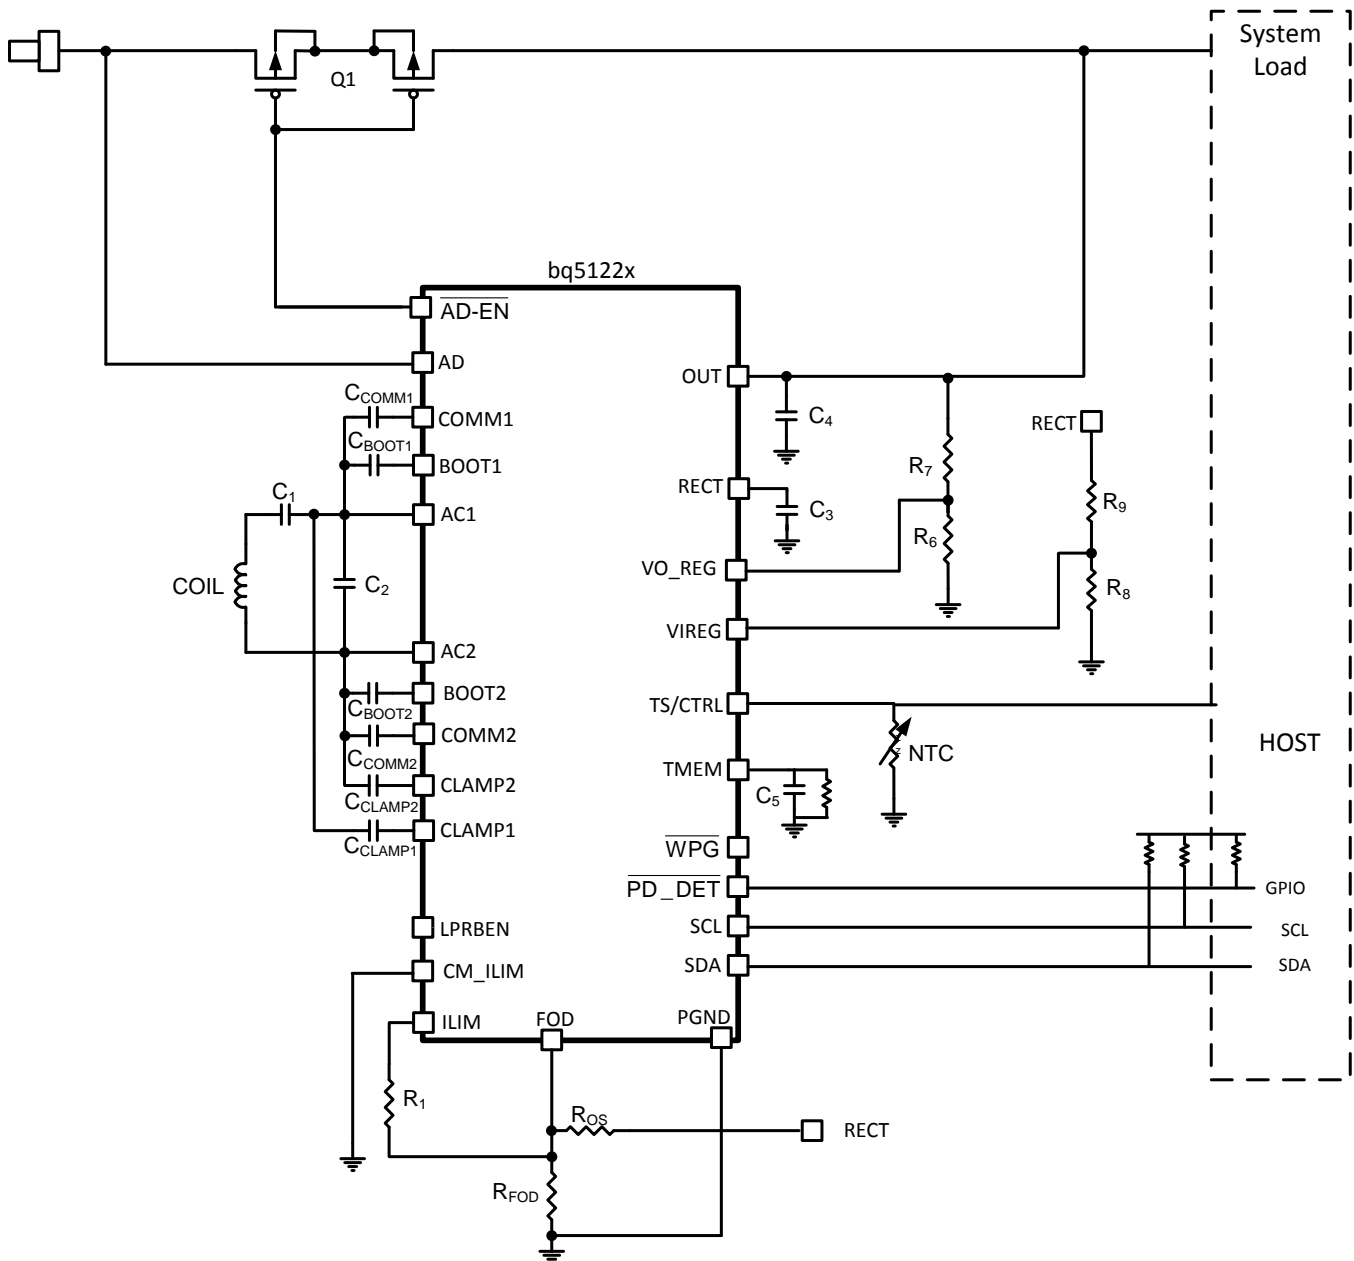 System
Load
Q1
bq5122x
AD-EN
AD
OUT
CCOMM1
COMM1
C4
RECT
CBOOT1
BOOT1
R7
RECT
C1
AC1
C3
R9
R6
VO_REG
COIL
C2
R8
VIREG
AC2
BOOT2
TS/CTRL
CBOOT2
COMM2
NTC
HOST
CCOMM2
TMEM
CLAMP2
C5
CCLAMP2
CLAMP1
CCLAMP1
WPG
PD_DET
GPIO
LPRBEN
SCL
SCL
CM_ILIM
SDA
SDA
ILIM
FOD
PGND
R1
ROS
RECT
RFOD